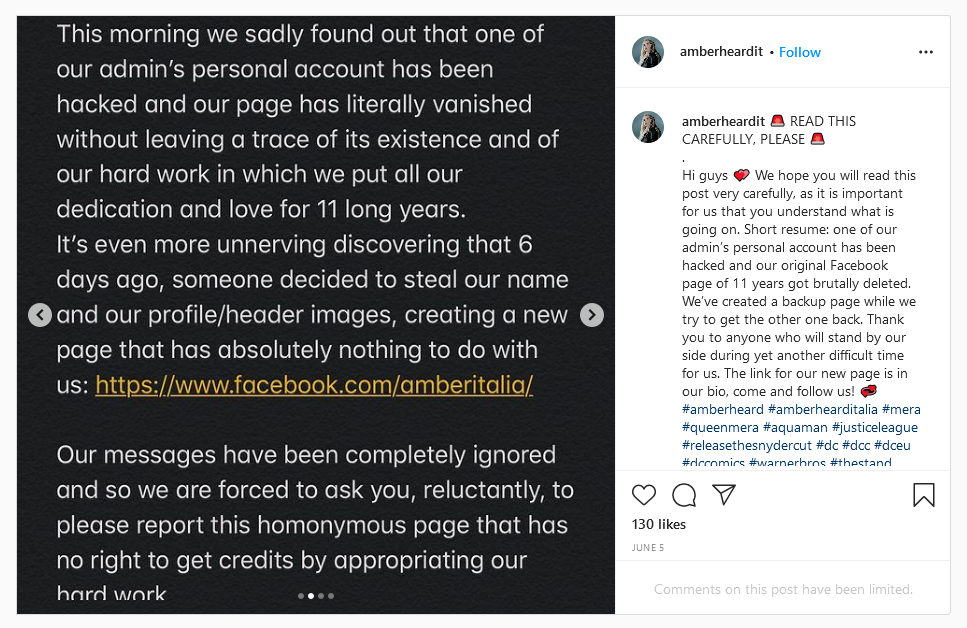 This morning we sadly found out that one of
our admin’s personal account has been
hacked and our page has literally vanished
without leaving a trace of its existence and of
our hard work in which we put all our
dedication and love for 11 long years.
It’s even more unnerving discovering that 6
days ago, someone decided to steal our name
and our profile/header images, creating a new
page that has absolutely nothing to do with
us: https://www.facebook.com/amberitalia/
Our messages have been completely ignored
and so we are forced to ask you, reluctantly, to
please report this homonymous page that has
no right to get credits by appropriating our
hard work
amberheardit • Follow
amberheardit 🚨 READ THIS
CAREFULLY, PLEASE 🚨
.
Hi guys 💕 We hope you will read this
post very carefully, as it is important
for us that you understand what is
going on. Short resume: one of our
admin’s personal account has been
hacked and our original Facebook
page of 11 years got brutally deleted.
We’ve created a backup page while we
try to get the other one back. Thank
you to anyone who will stand by our
side during yet another difficult time
for us. The link for our new page is in
our bio, come and follow us! 💋
#amberheard #amberhearditalia #mera
#queenmera #aquaman #justiceleague
#releasethesnydercut #dc #dcc #dceu
#dccomics #warnerbros #thestand
130 likes
JUNE 5
Comments on this post have been limited.